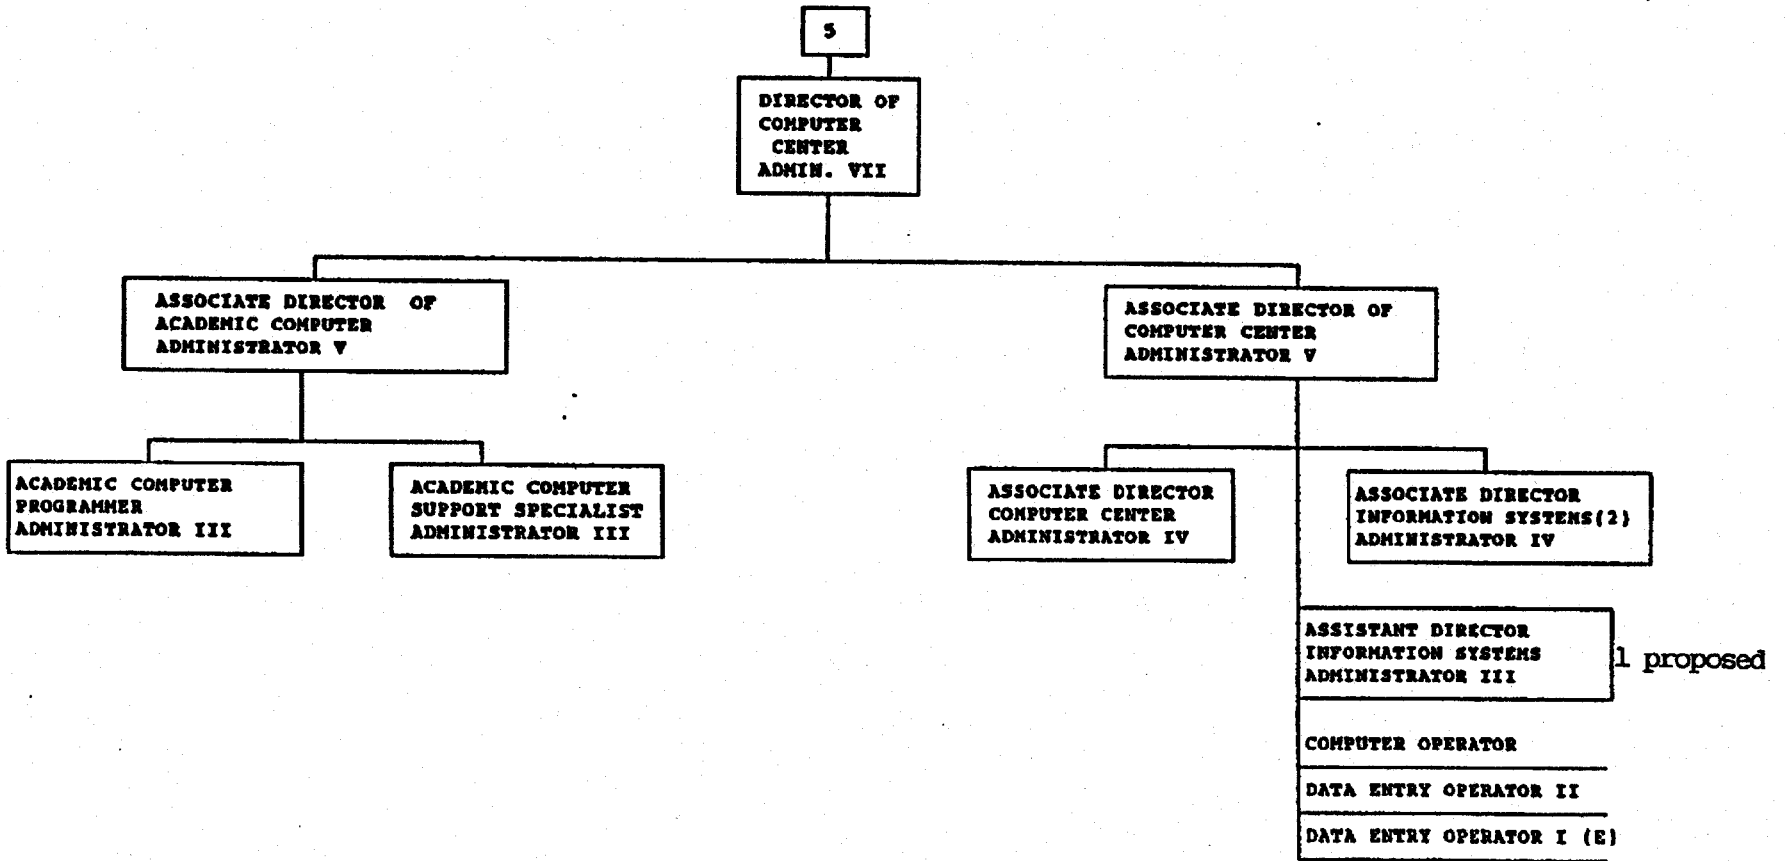 5
DIRECTOR OF
COMPUTER
CENTER
ADMIN. VII
ASSOCIATE DIRECTOR OF
ACADEMIC COMPUTER
ADMINISTRATOR V
ASSOCIATE DIRECTOR OF
COMPUTER CENTER
ADMINISTRATOR V
ACADEMIC COMPUTER
PROGRAMMER
ADMINISTRATOR III
ACADEMIC COMPUTER
SUPPORT SPECIALIST
ADMINISTRATOR III
ASSOCIATE DIRECTOR
COMPUTER CENTER
ADMINISTRATOR IV
ASSOCIATE DIRECTOR
INFORMATION SYSTEMS(2)
ADMINISTRATOR IV
ASSISTANT DIRECTOR
INFORMATION SYSTEMS
ADMINISTRATOR III
1 proposed
COMPUTER OPERATOR
DATA ENTRY OPERATOR II
DATA ENTRY OPERATOR I (E)